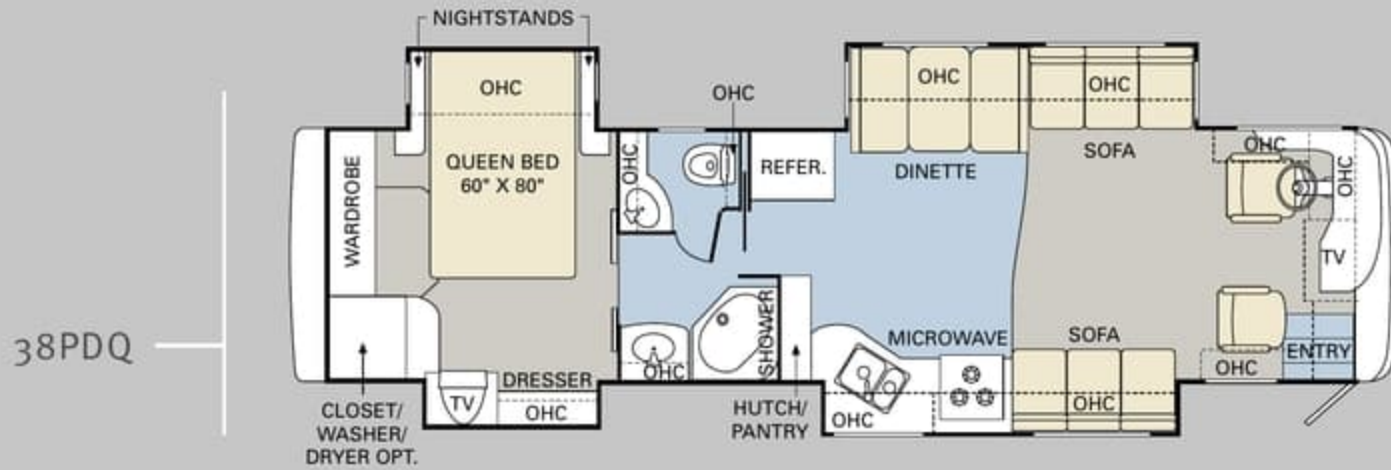 NIGHTSTANDS
OHC
QUEEN BED
60" X 80"
WARDROBE
OHC
OHC
REFER.
OHC
DINETTE
OHC
SOFA
OHC
OHC
TV
38PDQ
CLOSET/
WASHER/
DRYER OPT.
TV
DRESSER
OHC
OHC
SHOWER
HUTCH/
PANTRY
MICROWAVE
OHC
SOFA
OHC
OHC
ENTRY